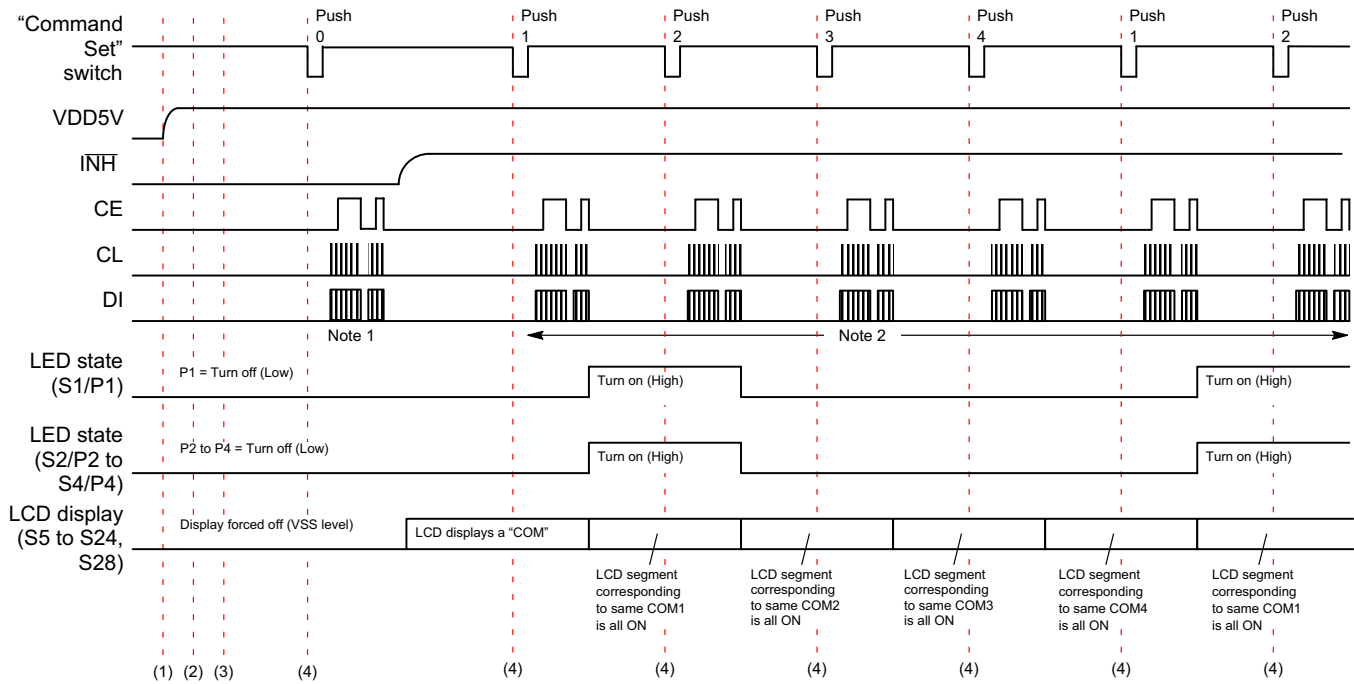 “Command
Set”
switch
Push
0
Push
1
Push
2
Push
3
Push
4
Push
1
Push
2
VDD5V
INH
CE
CL
DI
Note 1
Note 2
LED state
(S1/P1)
P1 = Turn off (Low)
Turn on (High)
Turn on (High)
LED state
(S2/P2 to
S4/P4)
P2 to P4 = Turn off (Low)
Turn on (High)
Turn on (High)
LCD display
(S5 to S24,
S28)
Display forced off (VSS level)
LCD displays a “COM”
LCD segment
corresponding
to same COM1
is all ON
LCD segment
corresponding
to same COM2
is all ON
LCD segment
corresponding
to same COM3
is all ON
LCD segment
corresponding
to same COM4
is all ON
LCD segment
corresponding
to same COM1
is all ON
(1)
(2)
(3)
(4)
(4)
(4)
(4)
(4)
(4)
(4)